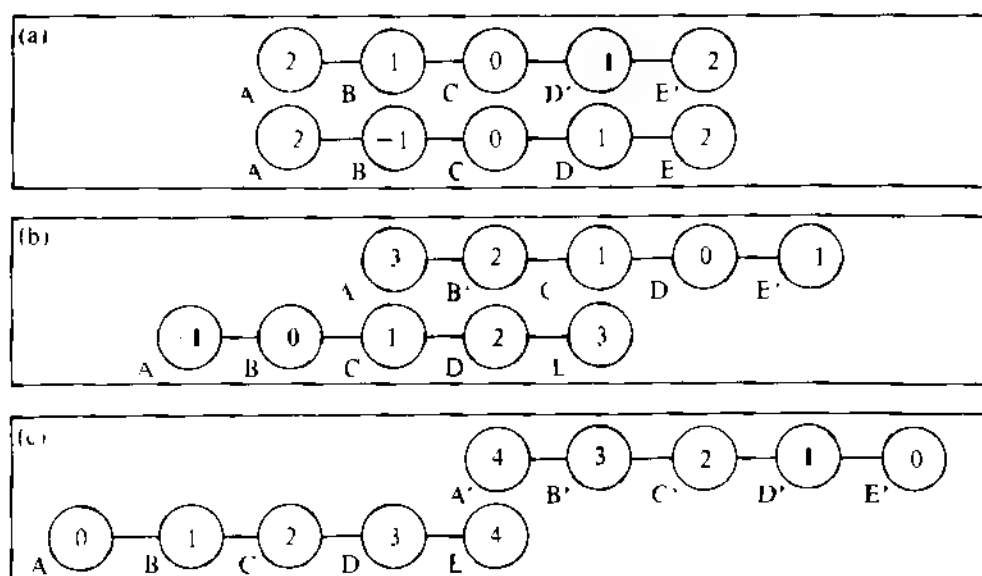 (a)
2 1 0 1 2
A B C D' E'
2 -1 0 1 2
A B C D E
(b)
3 2 1 0 1
A B' C D E'
-1 0 1 2 3
A B C D
(c)
4 3 2 1 0
A' B' C' D' E'
0 1 2 3 4
A B C D